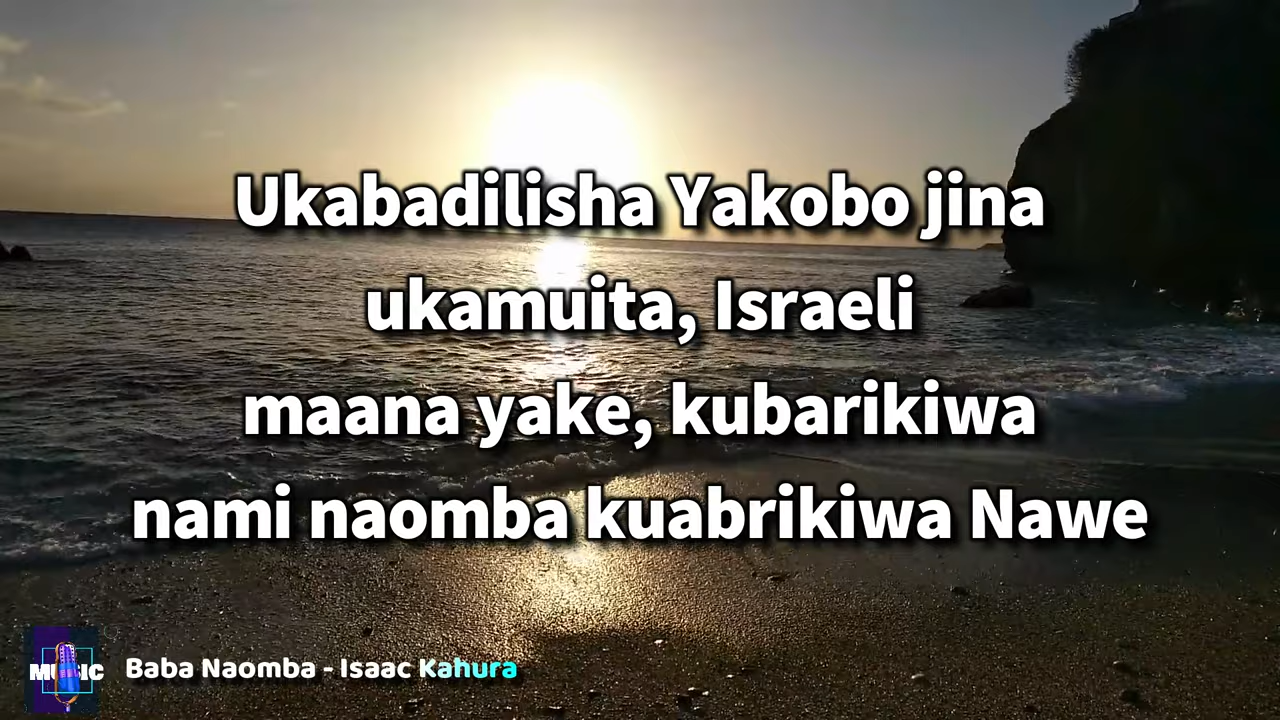 Ukabadilisha Yakobo jina
ukamuita, Israeli
maana yake, kubarikiwa
nami naomba kuabrikiwa Nawe
MUSIC
Baba Naomba - Isaac Kahura